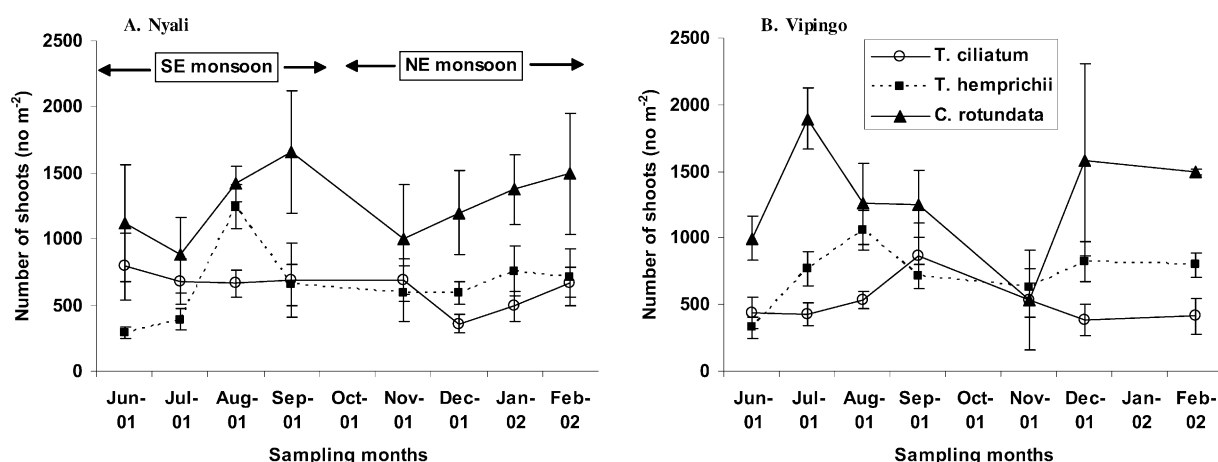 A. Nyali
Number of shoots (no m-2)
2500
2000
1500
1000
500
0
SE monsoon
NE monsoon
Jun-01
Jul-01
Aug-01
Sep-01
Oct-01
Nov-01
Dec-01
Jan-02
Feb-02
Sampling months
B. Vipingo
Number of shoots (no m-2)
2500
2000
1500
1000
500
0
T. ciliatum
T. hemprichii
C. rotundata
Jun-01
Jul-01
Aug-01
Sep-01
Oct-01
Nov-01
Dec-01
Jan-02
Feb-02
Sampling months